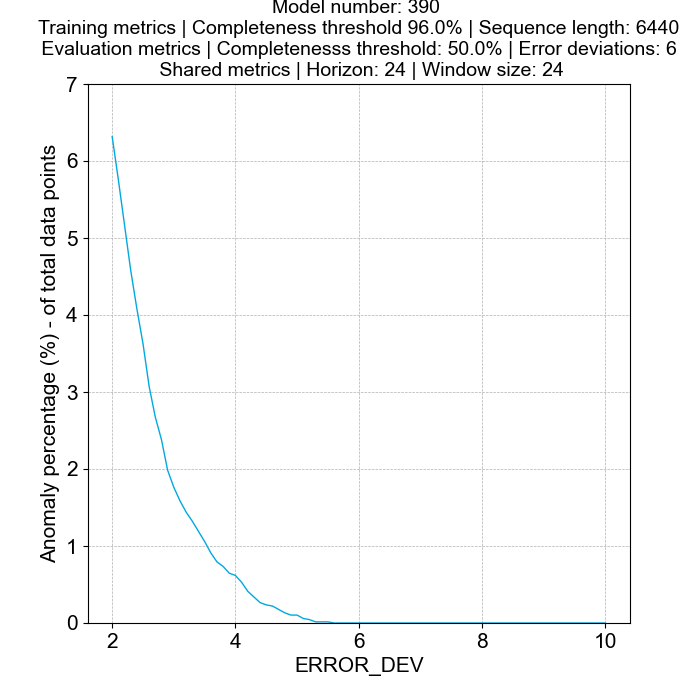 Model number: 390
Training metrics | Completeness threshold 96.0% | Sequence length: 6440
Evaluation metrics | Completenesss threshold: 50.0% | Error deviations: 6
Shared metrics | Horizon: 24 | Window size: 24
7
6
5
4
3
2
1
0
Anomaly percentage (%) - of total data points
2 4 6 8 10
ERROR_DEV